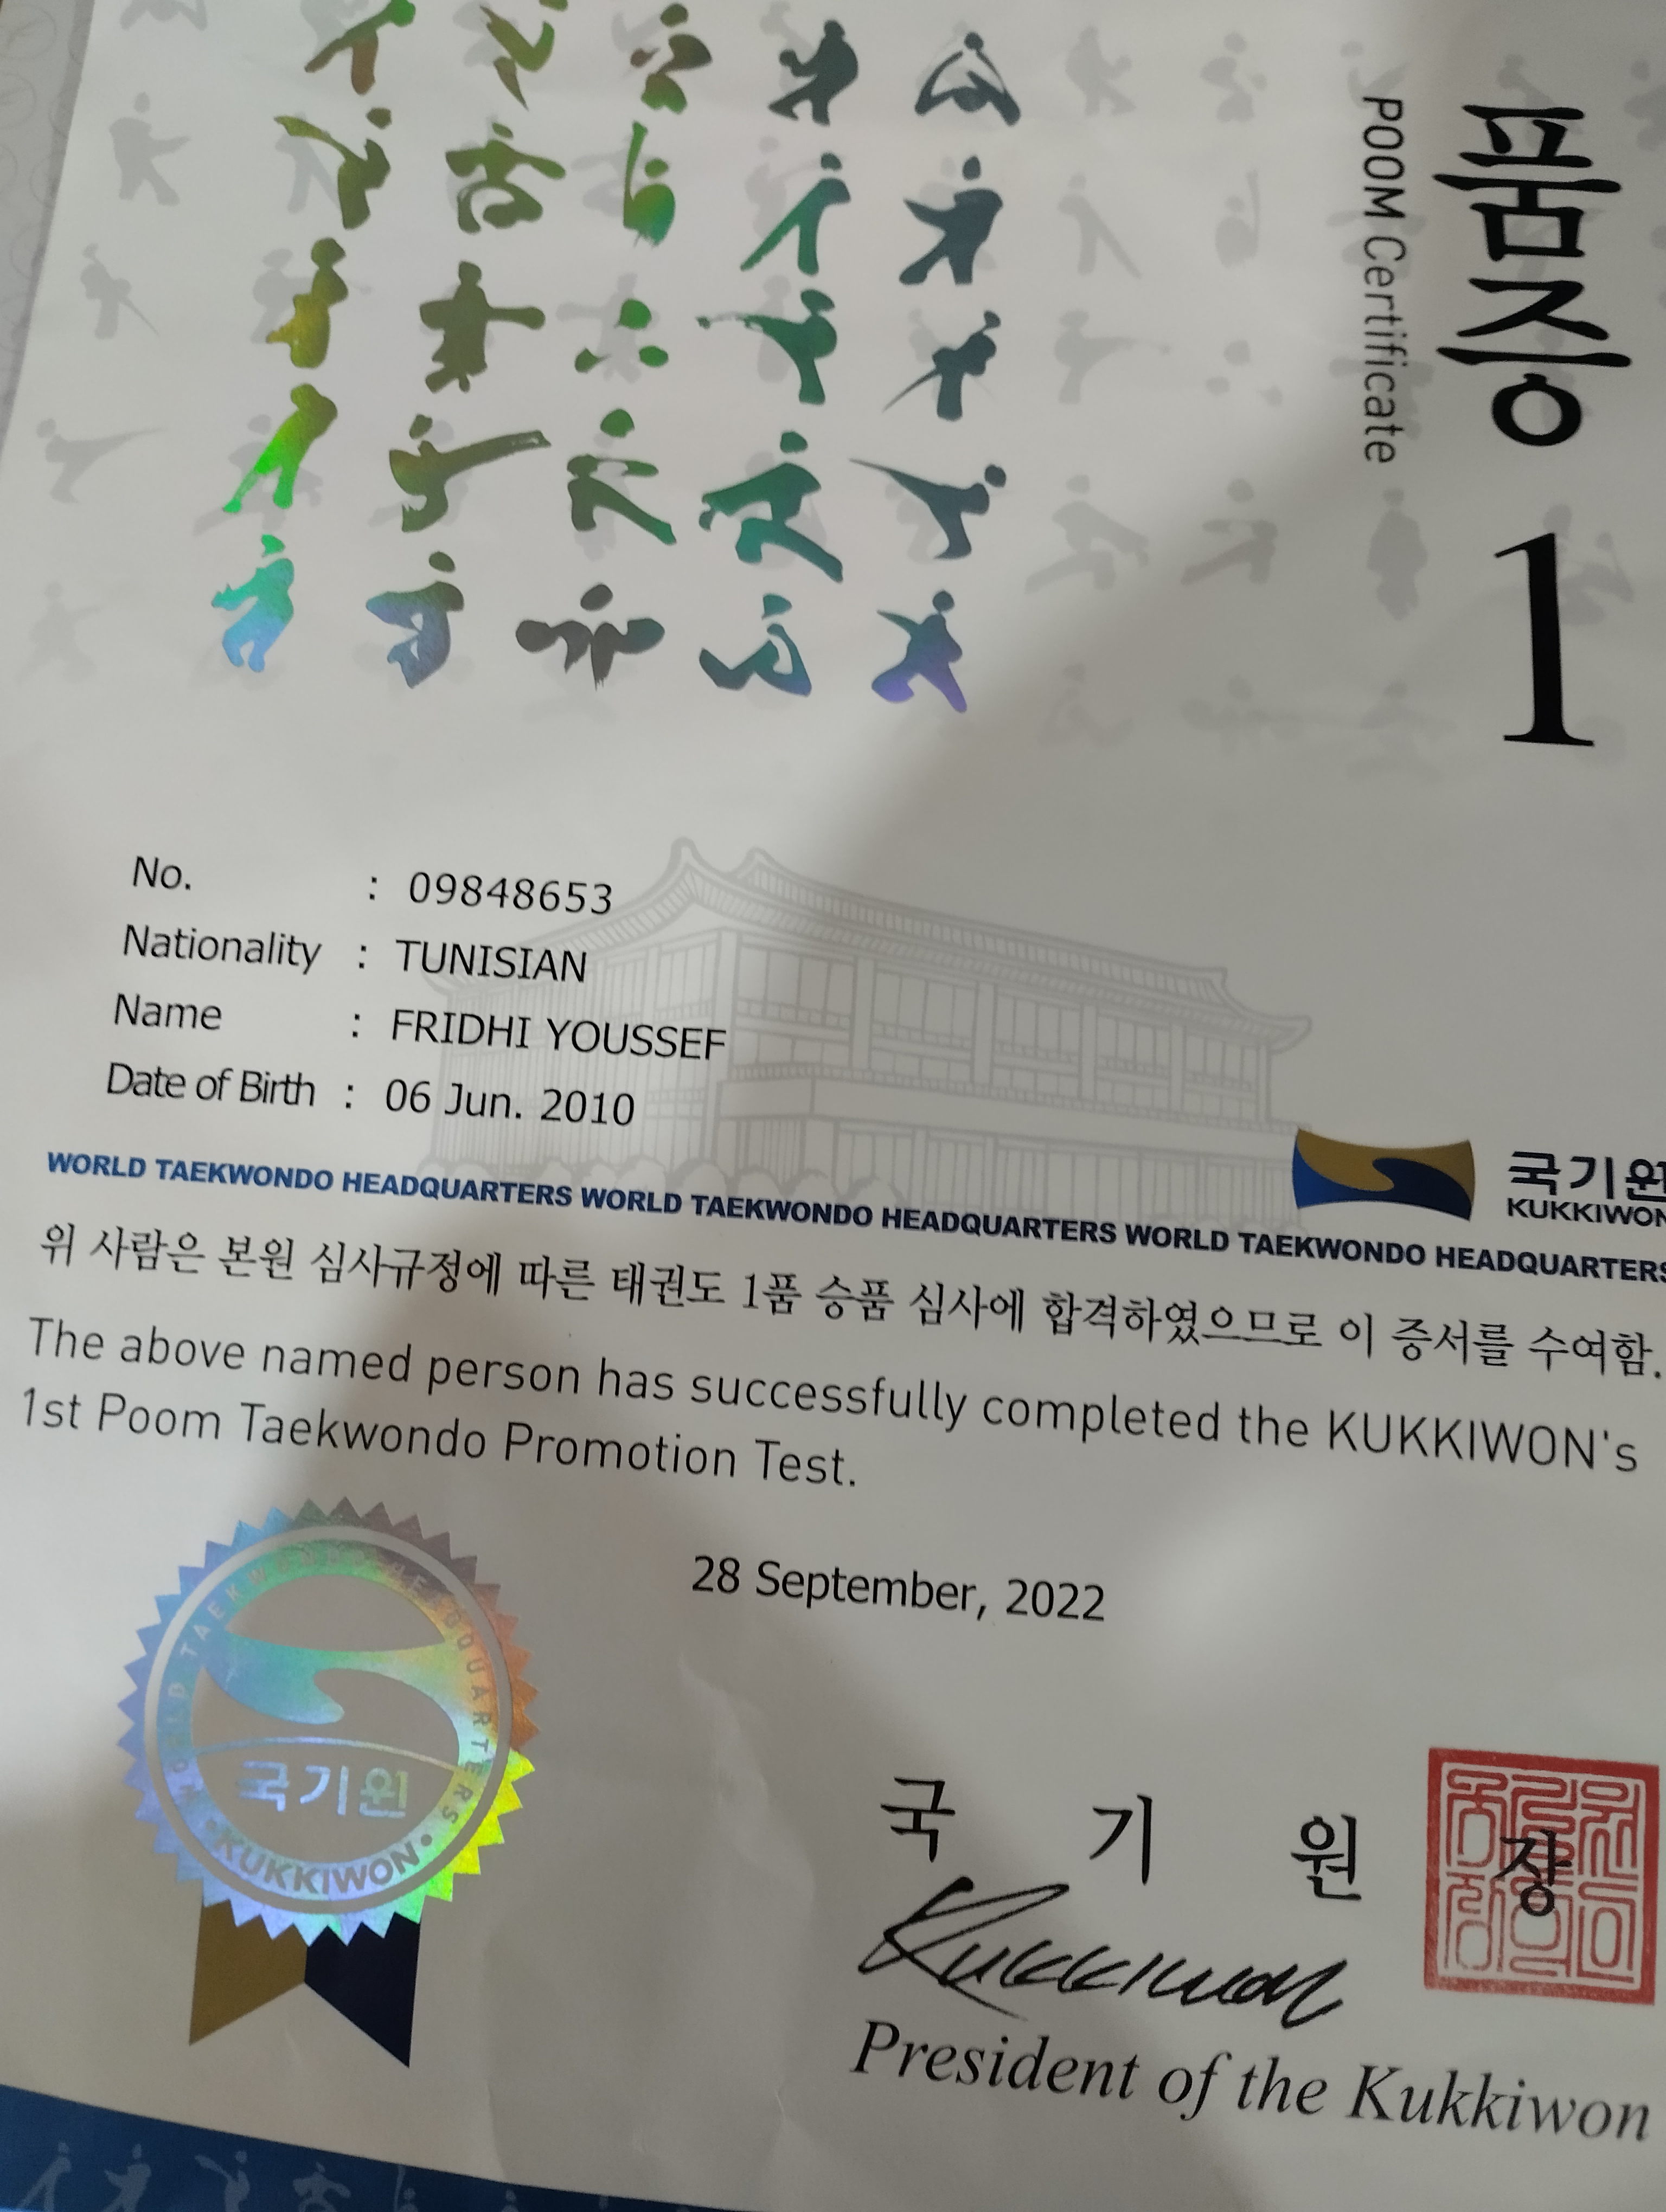 품증 1
POOM Certificate
No. : 09848653
Nationality : TUNISIAN
Name : FRIDHI YOUSSEF
Date of Birth : 06 Jun. 2010
국기원
KUKKIWON
WORLD TAEKWONDO HEADQUARTERS WORLD TAEKWONDO HEADQUARTERS WORLD TAEKWONDO HEADQUARTERS
위 사람은 본원 심사규정에 따른 태권도 1품 승품 심사에 합격하였으므로 이 증서를 수여함.
The above named person has successfully completed the KUKKIWON's
1st Poom Taekwondo Promotion Test.
28 September, 2022
WORLD TAEKWONDO HEADQUARTERS
국기원
•KUKKIWON•
국 기 원 장
Kukkiwon
President of the Kukkiwon